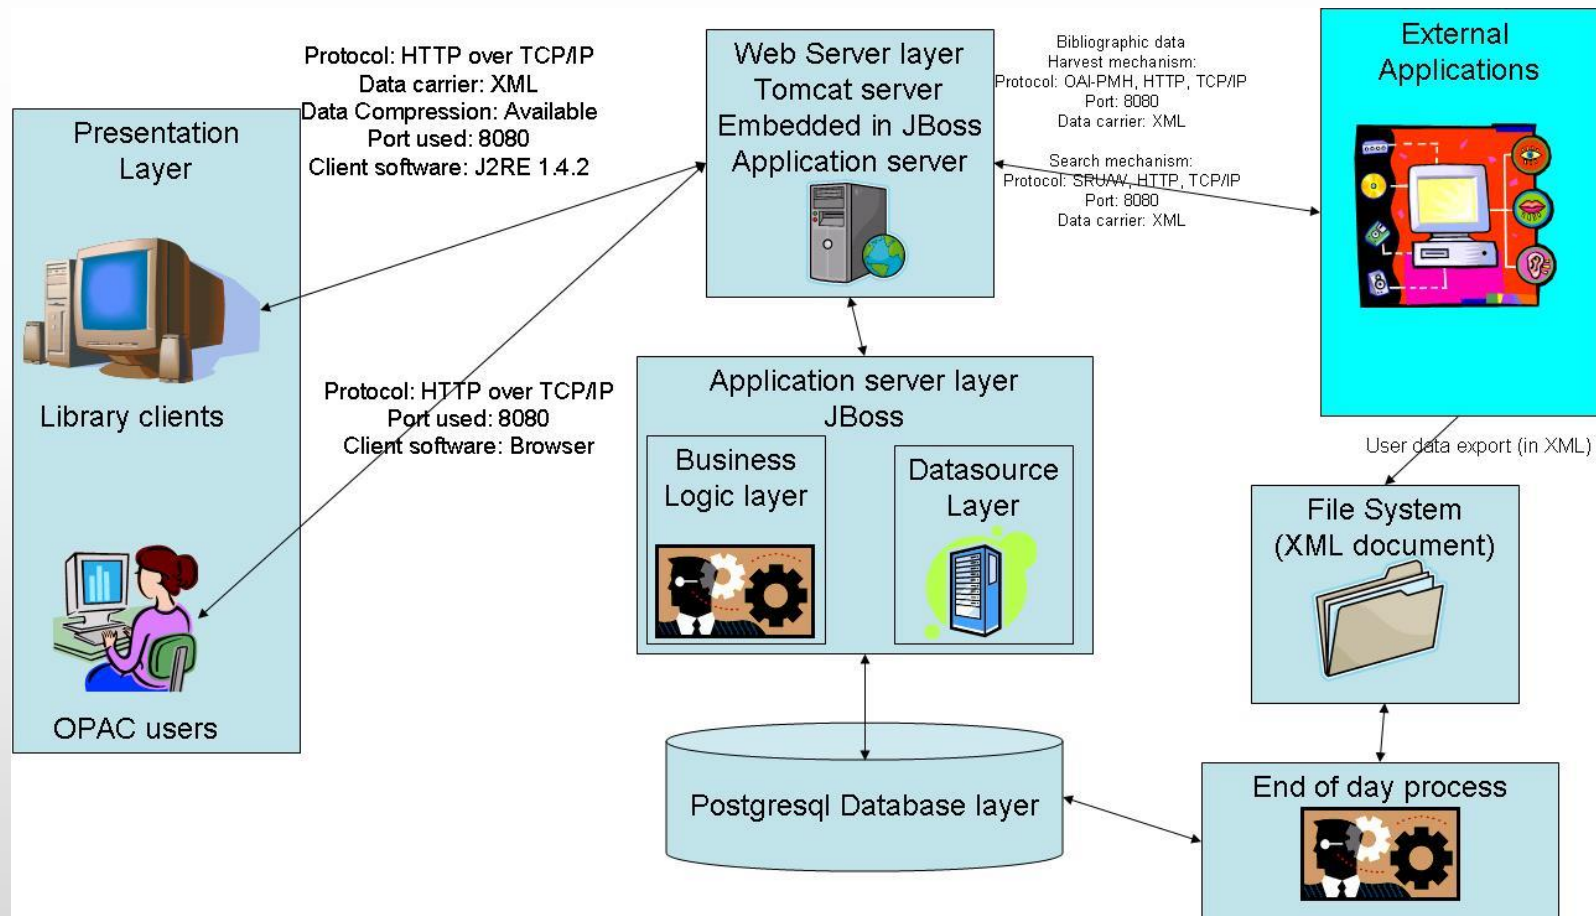 Presentation
Layer
Library clients
OPAC users
Protocol: HTTP over TCP/IP
Data carrier: XML
Data Compression: Available
Port used: 8080
Client software: J2RE 1.4.2
Protocol: HTTP over TCP/IP
Port used: 8080
Client software: Browser
Web Server layer
Tomcat server
Embedded in JBoss
Application server
Bibliographic data
Harvest mechanism:
Protocol: OAI-PMH, HTTP, TCP/IP
Port: 8080
Data carrier: XML
Search mechanism:
Protocol: SRU/W, HTTP, TCP/IP
Port: 8080
Data carrier: XML
External
Applications
Application server layer
JBoss
Business
Logic layer
Datasource
Layer
User data export (in XML)
File System
(XML document)
Postgresql Database layer
End of day process